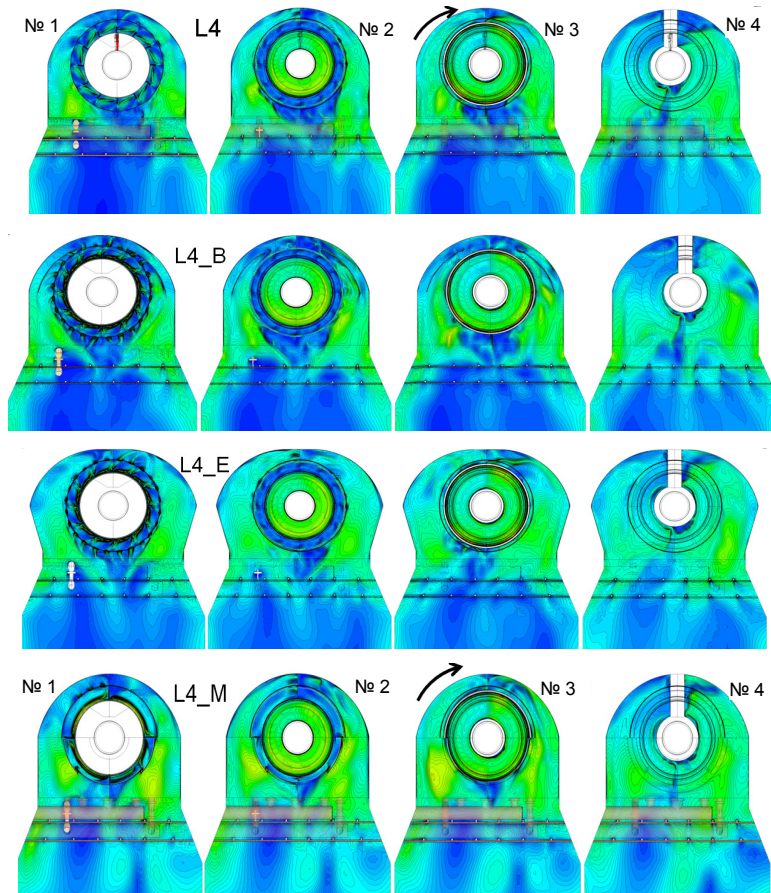 № 1 L4 № 2 № 3 № 4
L4_B
L4_E
№ 1 L4_M № 2 № 3 № 4